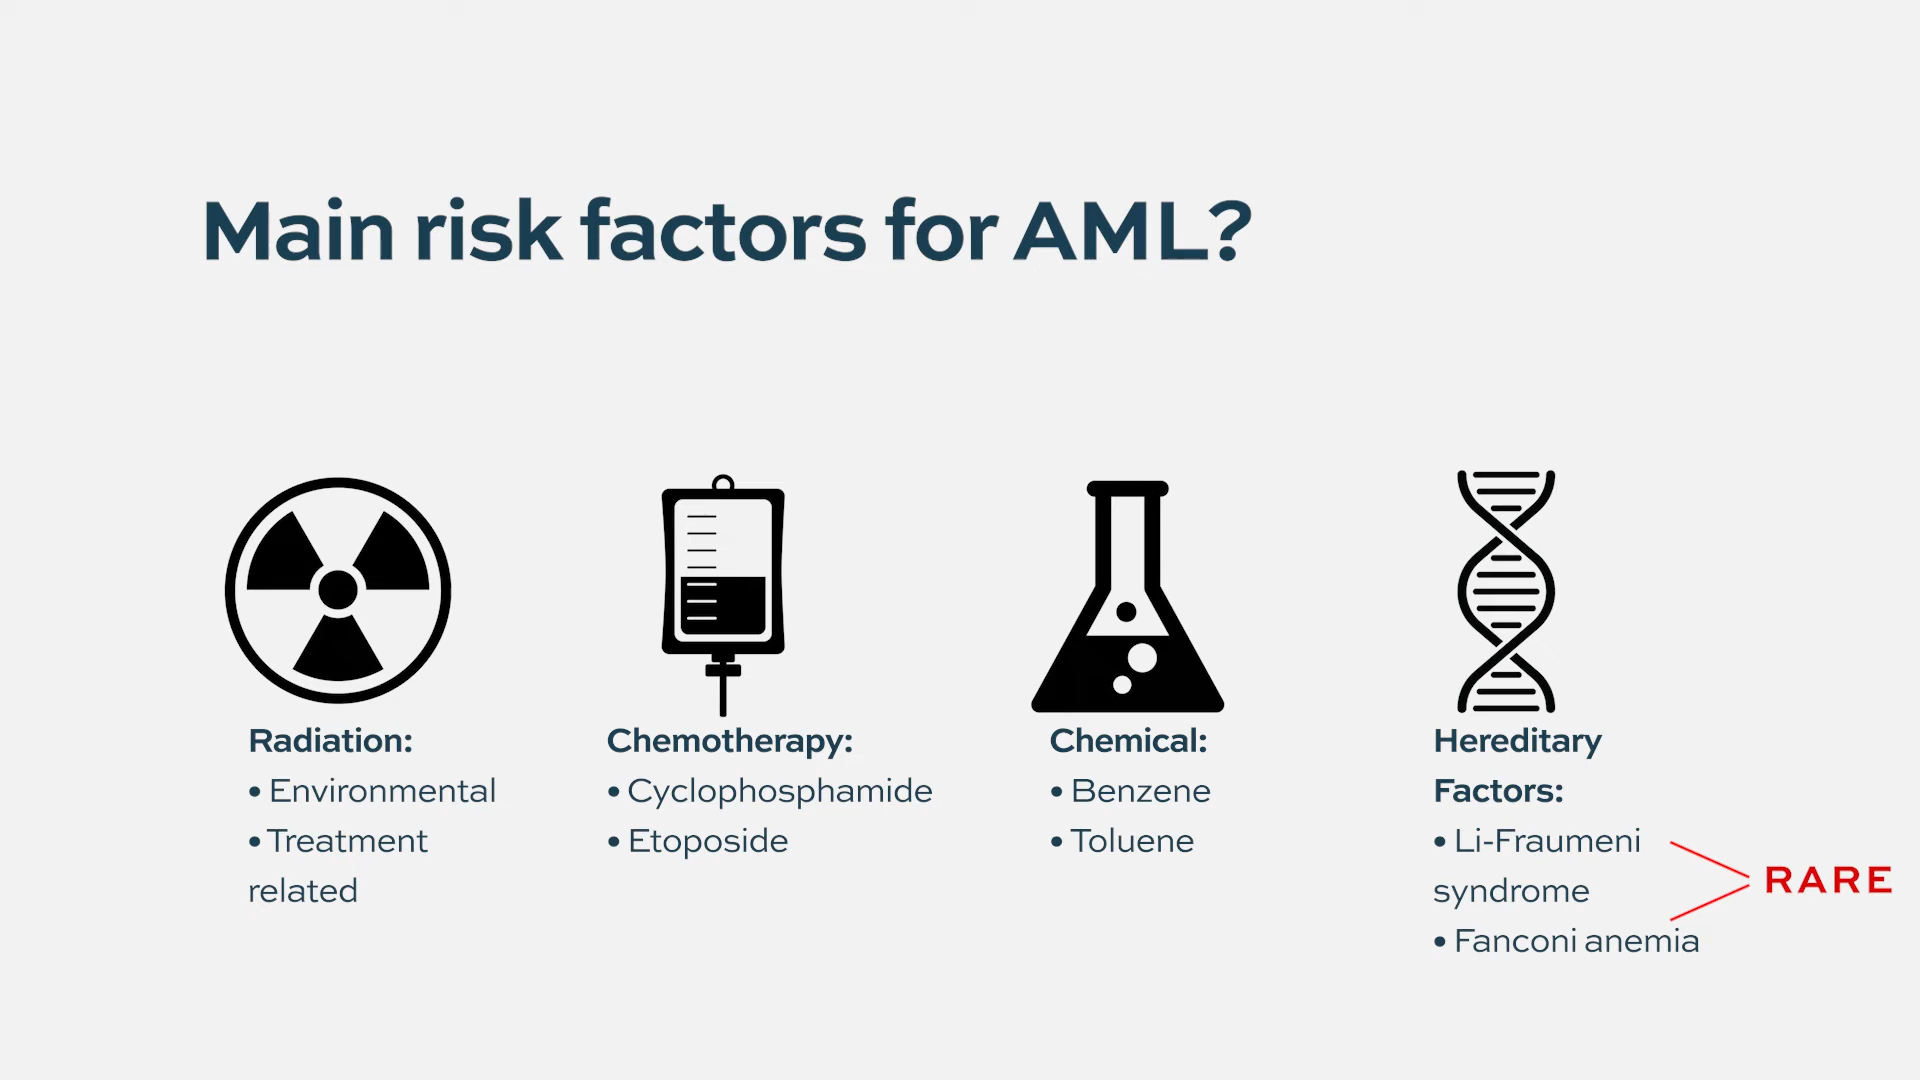 Main risk factors for AML?
Radiation:
• Environmental
• Treatment
related
Chemotherapy:
• Cyclophosphamide
• Etoposide
Chemical:
• Benzene
• Toluene
Hereditary
Factors:
• Li-Fraumeni
syndrome
• Fanconi anemia
RARE